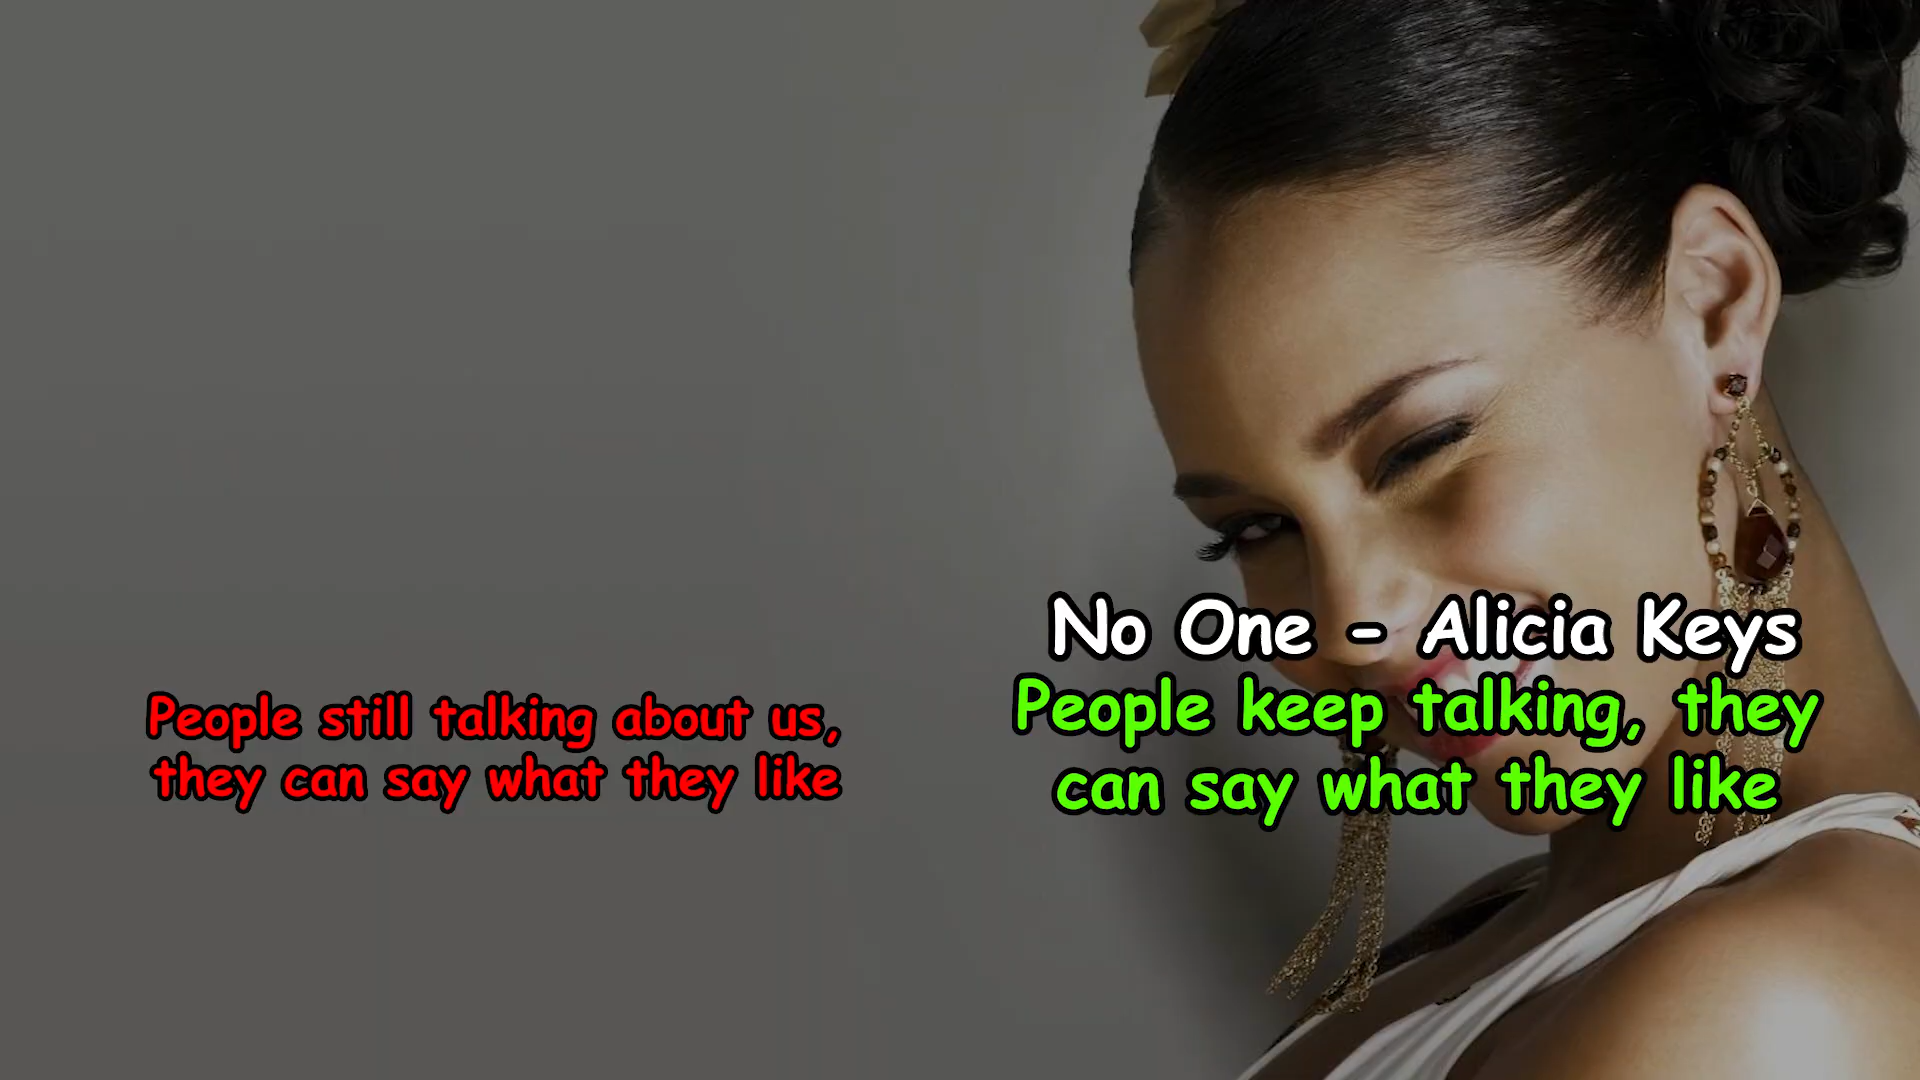 People still talking about us,
they can say what they like
No One - Alicia Keys
People keep talking, they
can say what they like